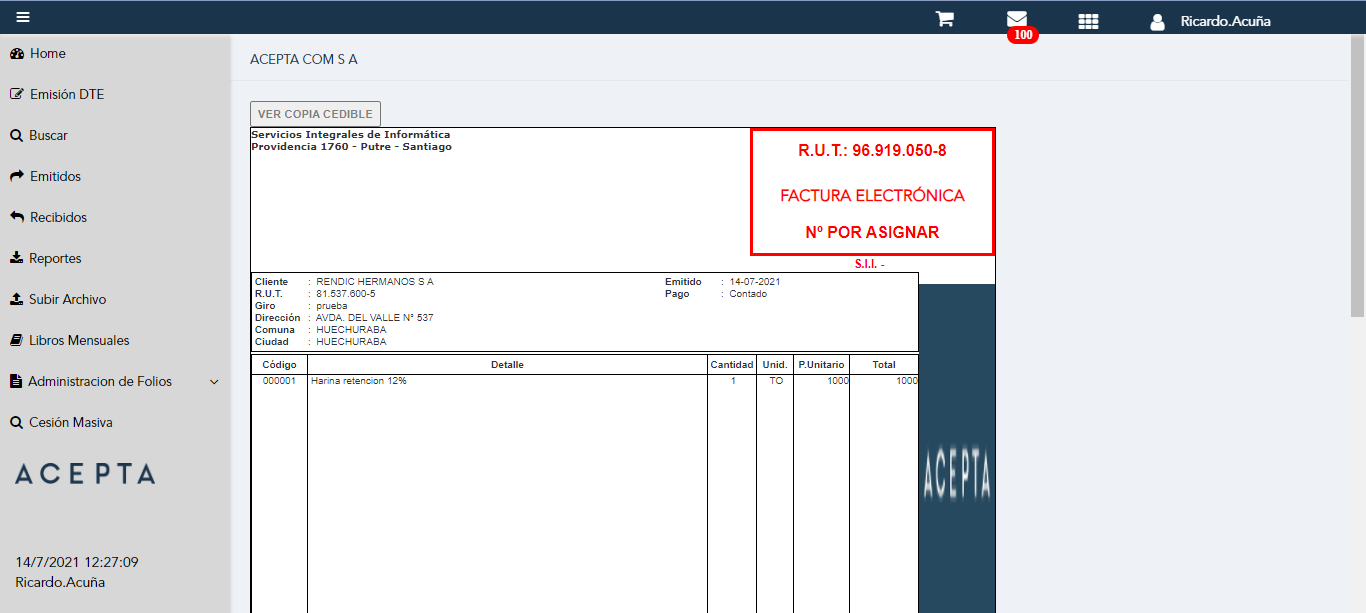 Ricardo.Acuña
100
Home
Emisión DTE
Buscar
Emitidos
Recibidos
Reportes
Subir Archivo
Libros Mensuales
Administracion de Folios
Cesión Masiva
ACEPTA
14/7/2021 12:27:09
Ricardo.Acuña
ACEPTA COM S A
VER COPIA CEDIBLE
Servicios Integrales de Informática
Providencia 1760 - Putre - Santiago
R.U.T.: 96.919.050-8
FACTURA ELECTRÓNICA
Nº POR ASIGNAR
S.I.I. -
Cliente : RENDIC HERMANOS S A Emitido : 14-07-2021
R.U.T. : 81.537.600-5 Pago : Contado
Giro : prueba
Dirección : AVDA. DEL VALLE N° 537
Comuna : HUECHURABA
Ciudad : HUECHURABA
Código Detalle Cantidad Unid. P.Unitario Total
000001 Harina retencion 12% 1 TO 1000 1000
ACEPTA